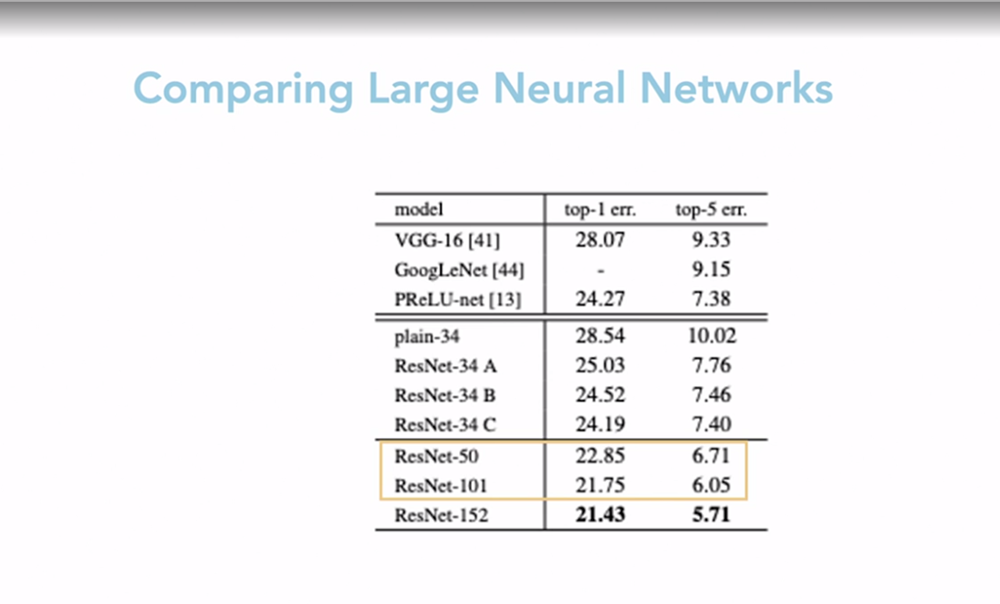 Comparing Large Neural Networks
model top-1 err. top-5 err.
VGG-16 [41] 28.07 9.33
GoogLeNet [44] - 9.15
PReLU-net [13] 24.27 7.38
plain-34 28.54 10.02
ResNet-34 A 25.03 7.76
ResNet-34 B 24.52 7.46
ResNet-34 C 24.19 7.40
ResNet-50 22.85 6.71
ResNet-101 21.75 6.05
ResNet-152 21.43 5.71